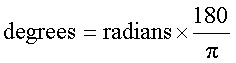 degrees = radians × 180/π